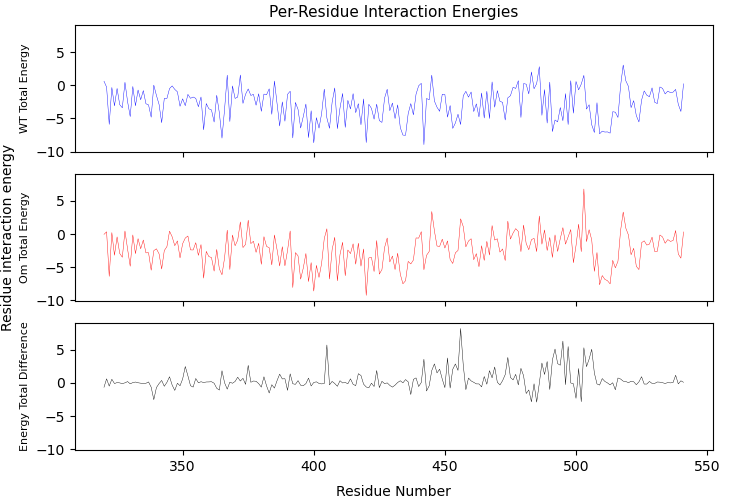 Per-Residue Interaction Energies
Residue interaction energy
WT Total Energy
5
0
−5
−10
Om Total Energy
5
0
−5
−10
Energy Total Difference
5
0
−5
−10
350 400 450 500 550
Residue Number